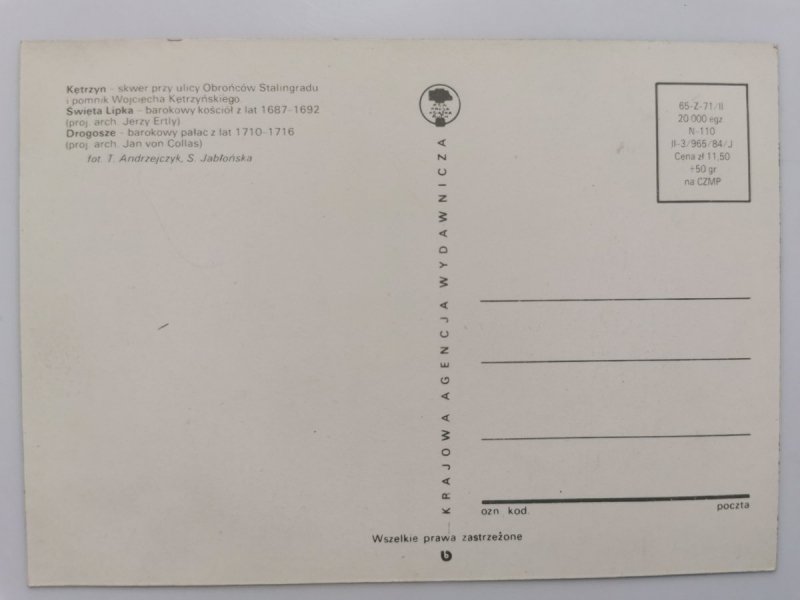 Kętrzyn - skwer przy ulicy Obrońców Stalingradu
i pomnik Wojciecha Kętrzyńskiego.
Święta Lipka - barokowy kościół z lat 1687-1692
(proj. arch. Jerzy Ertly)
Drogosze - barokowy pałac z lat 1710-1716
(proj. arch. Jan von Collas)
fot. T. Andrzejczyk, S. Jabłońska
KRAJOWA AGENCJA WYDAWNICZA
65-Z-71/II
20 000 egz
N-110
II-3/965/84/J
Cena zł 11,50
+50 gr
na CZMP
ozn. kod.
poczta
Wszelkie prawa zastrzeżone